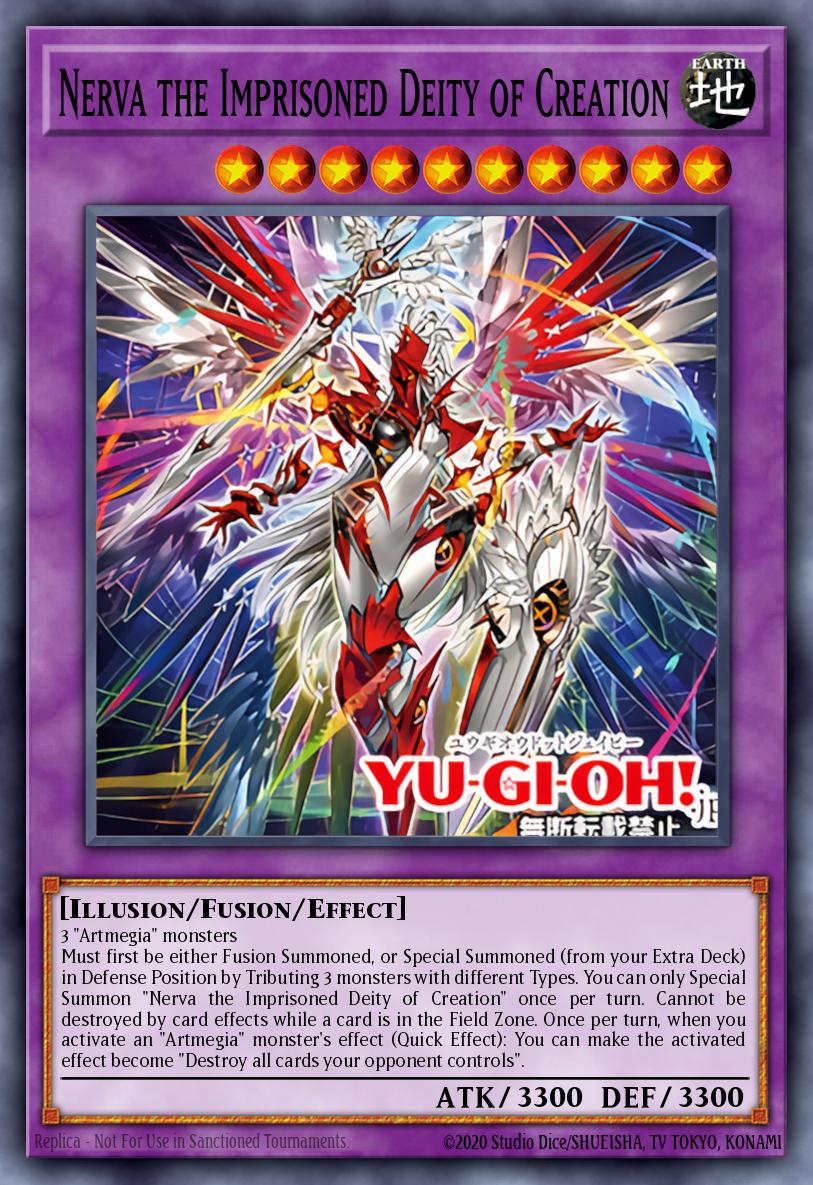 Nerva the Imprisoned Deity of Creation
EARTH
地
ユウギオウドットジェイピー
YU-GI-OH!
.jp
無断転載禁止
[Illusion/Fusion/Effect]
3 "Artmegia" monsters
Must first be either Fusion Summoned, or Special Summoned (from your Extra Deck)
in Defense Position by Tributing 3 monsters with different Types. You can only Special
Summon "Nerva the Imprisoned Deity of Creation" once per turn. Cannot be
destroyed by card effects while a card is in the Field Zone. Once per turn, when you
activate an "Artmegia" monster's effect (Quick Effect): You can make the activated
effect become "Destroy all cards your opponent controls".
ATK/3300 DEF/3300
Replica - Not For Use in Sanctioned Tournaments.
©2020 Studio Dice/SHUEISHA, TV TOKYO, KONAMI